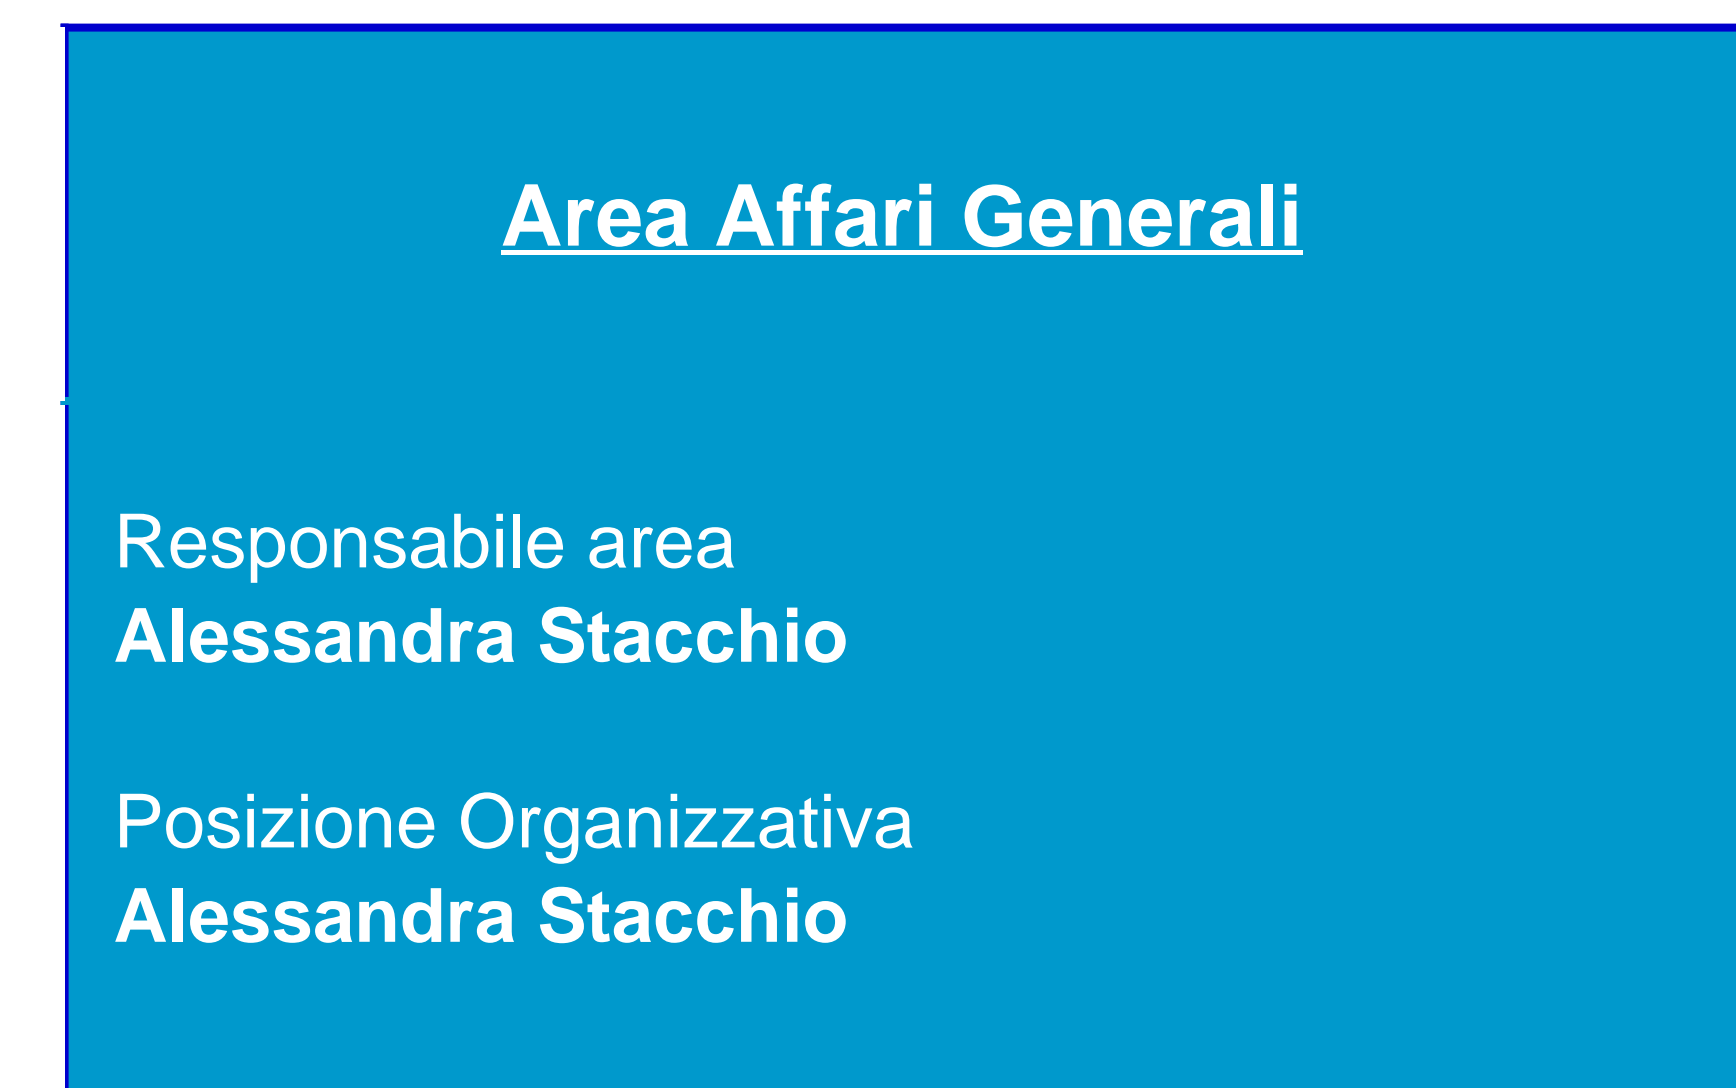 Area Affari Generali
Responsabile area
Alessandra Stacchio
Posizione Organizzativa
Alessandra Stacchio